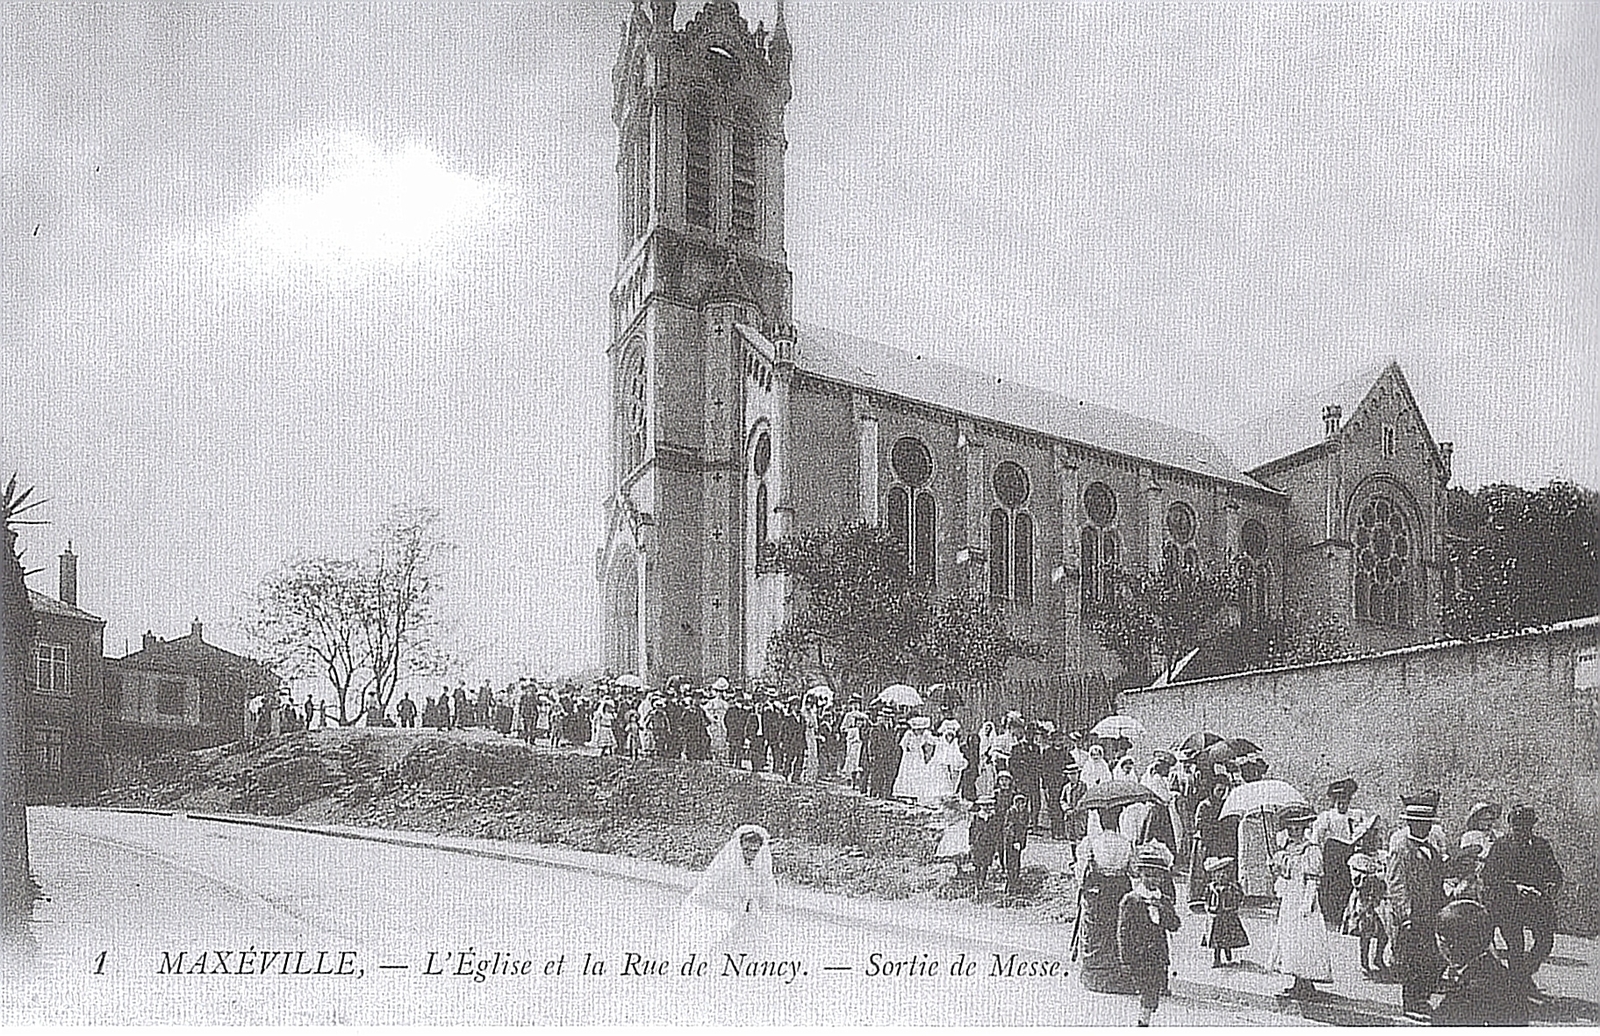 1 MAXÉVILLE, — L'Église et la Rue de Nancy. — Sortie de Messe.